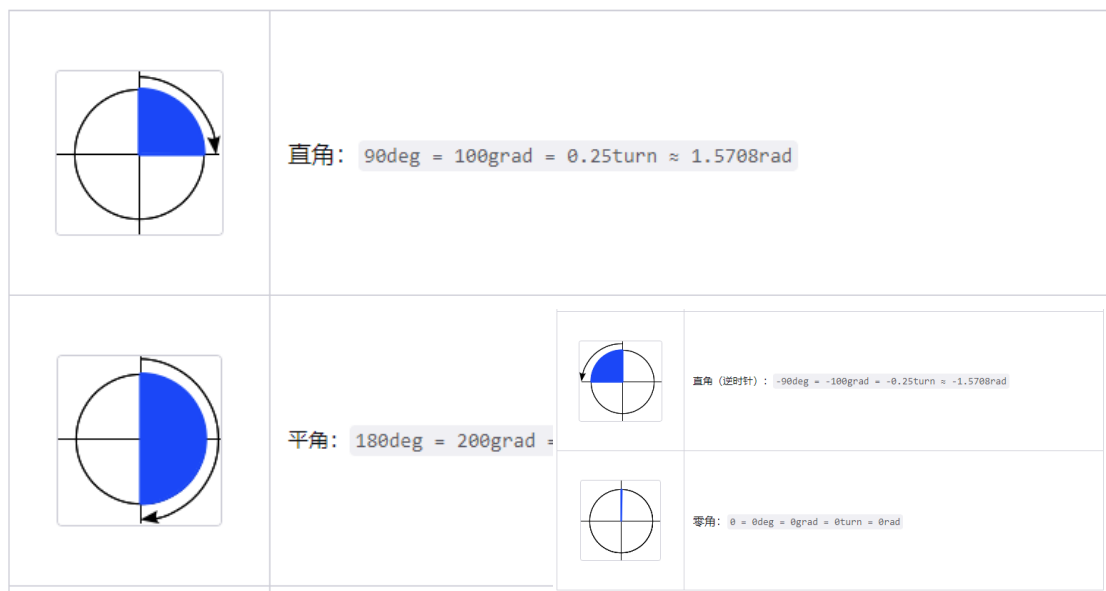 直角： 90deg = 100grad = 0.25turn ≈ 1.5708rad
平角： 180deg = 200grad =
直角（逆时针）： -90deg = -100grad = -0.25turn ≈ -1.5708rad
零角： 0 = 0deg = 0grad = 0turn = 0rad